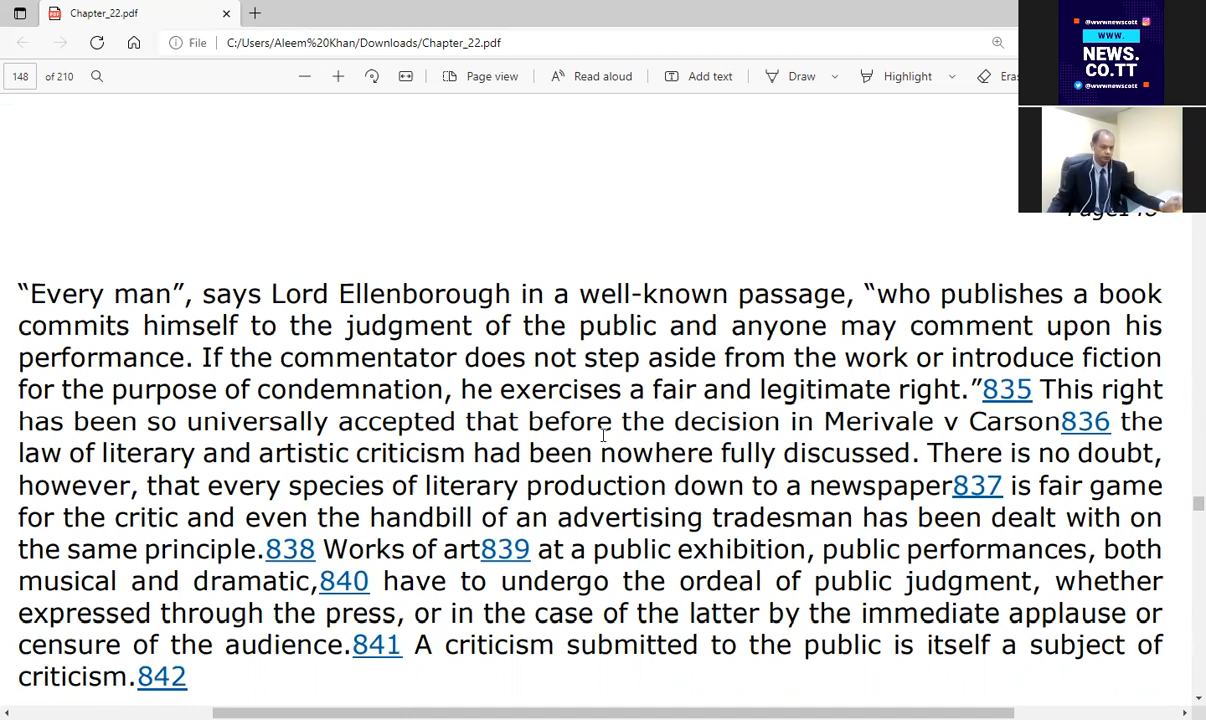 Chapter_22.pdf
File C:/Users/Aleem%20Khan/Downloads/Chapter_22.pdf
148 of 210 Page view Read aloud Add text Draw Highlight
@wwwnewscott
WWW.
NEWS.
CO.TT
@wwwnewscott
“Every man”, says Lord Ellenborough in a well-known passage, “who publishes a book
commits himself to the judgment of the public and anyone may comment upon his
performance. If the commentator does not step aside from the work or introduce fiction
for the purpose of condemnation, he exercises a fair and legitimate right.”835 This right
has been so universally accepted that before the decision in Merivale v Carson836 the
law of literary and artistic criticism had been nowhere fully discussed. There is no doubt,
however, that every species of literary production down to a newspaper837 is fair game
for the critic and even the handbill of an advertising tradesman has been dealt with on
the same principle.838 Works of art839 at a public exhibition, public performances, both
musical and dramatic,840 have to undergo the ordeal of public judgment, whether
expressed through the press, or in the case of the latter by the immediate applause or
censure of the audience.841 A criticism submitted to the public is itself a subject of
criticism.842